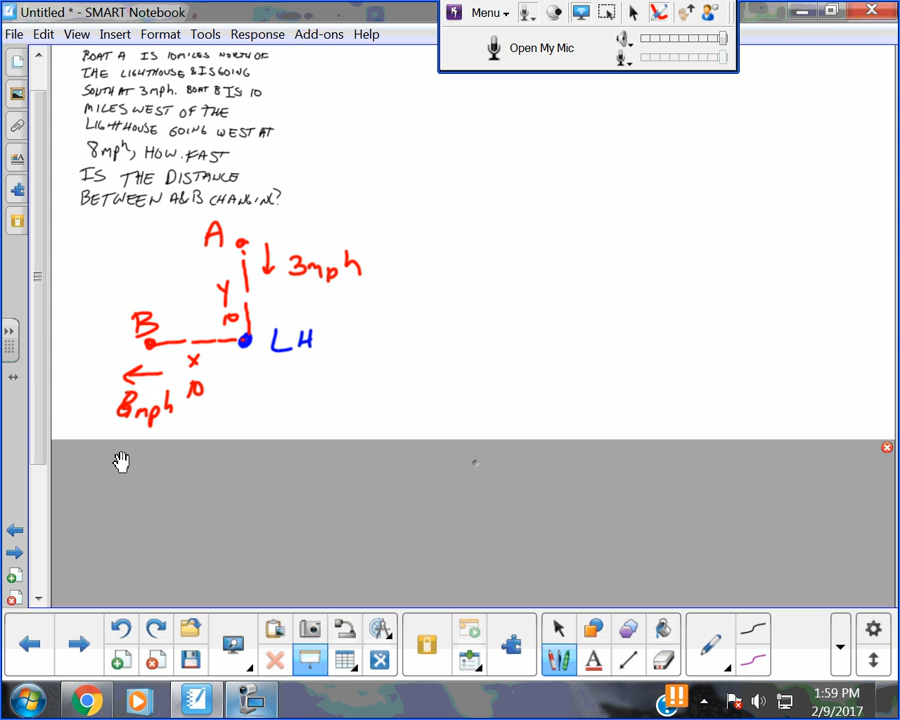 Untitled * - SMART Notebook
Menu
File Edit View Insert Format Tools Response Add-ons Help
Open My Mic
BOAT A IS 10 MILES NORTH OF
THE LIGHTHOUSE & IS GOING
SOUTH AT 3mph. BOAT B IS 10
MILES WEST OF THE
LIGHTHOUSE GOING WEST AT
8mph, HOW FAST
IS THE DISTANCE
BETWEEN A&B CHANGIN?
A
3mph
Y
10
B
LH
x
10
8mph
1:59 PM
2/9/2017